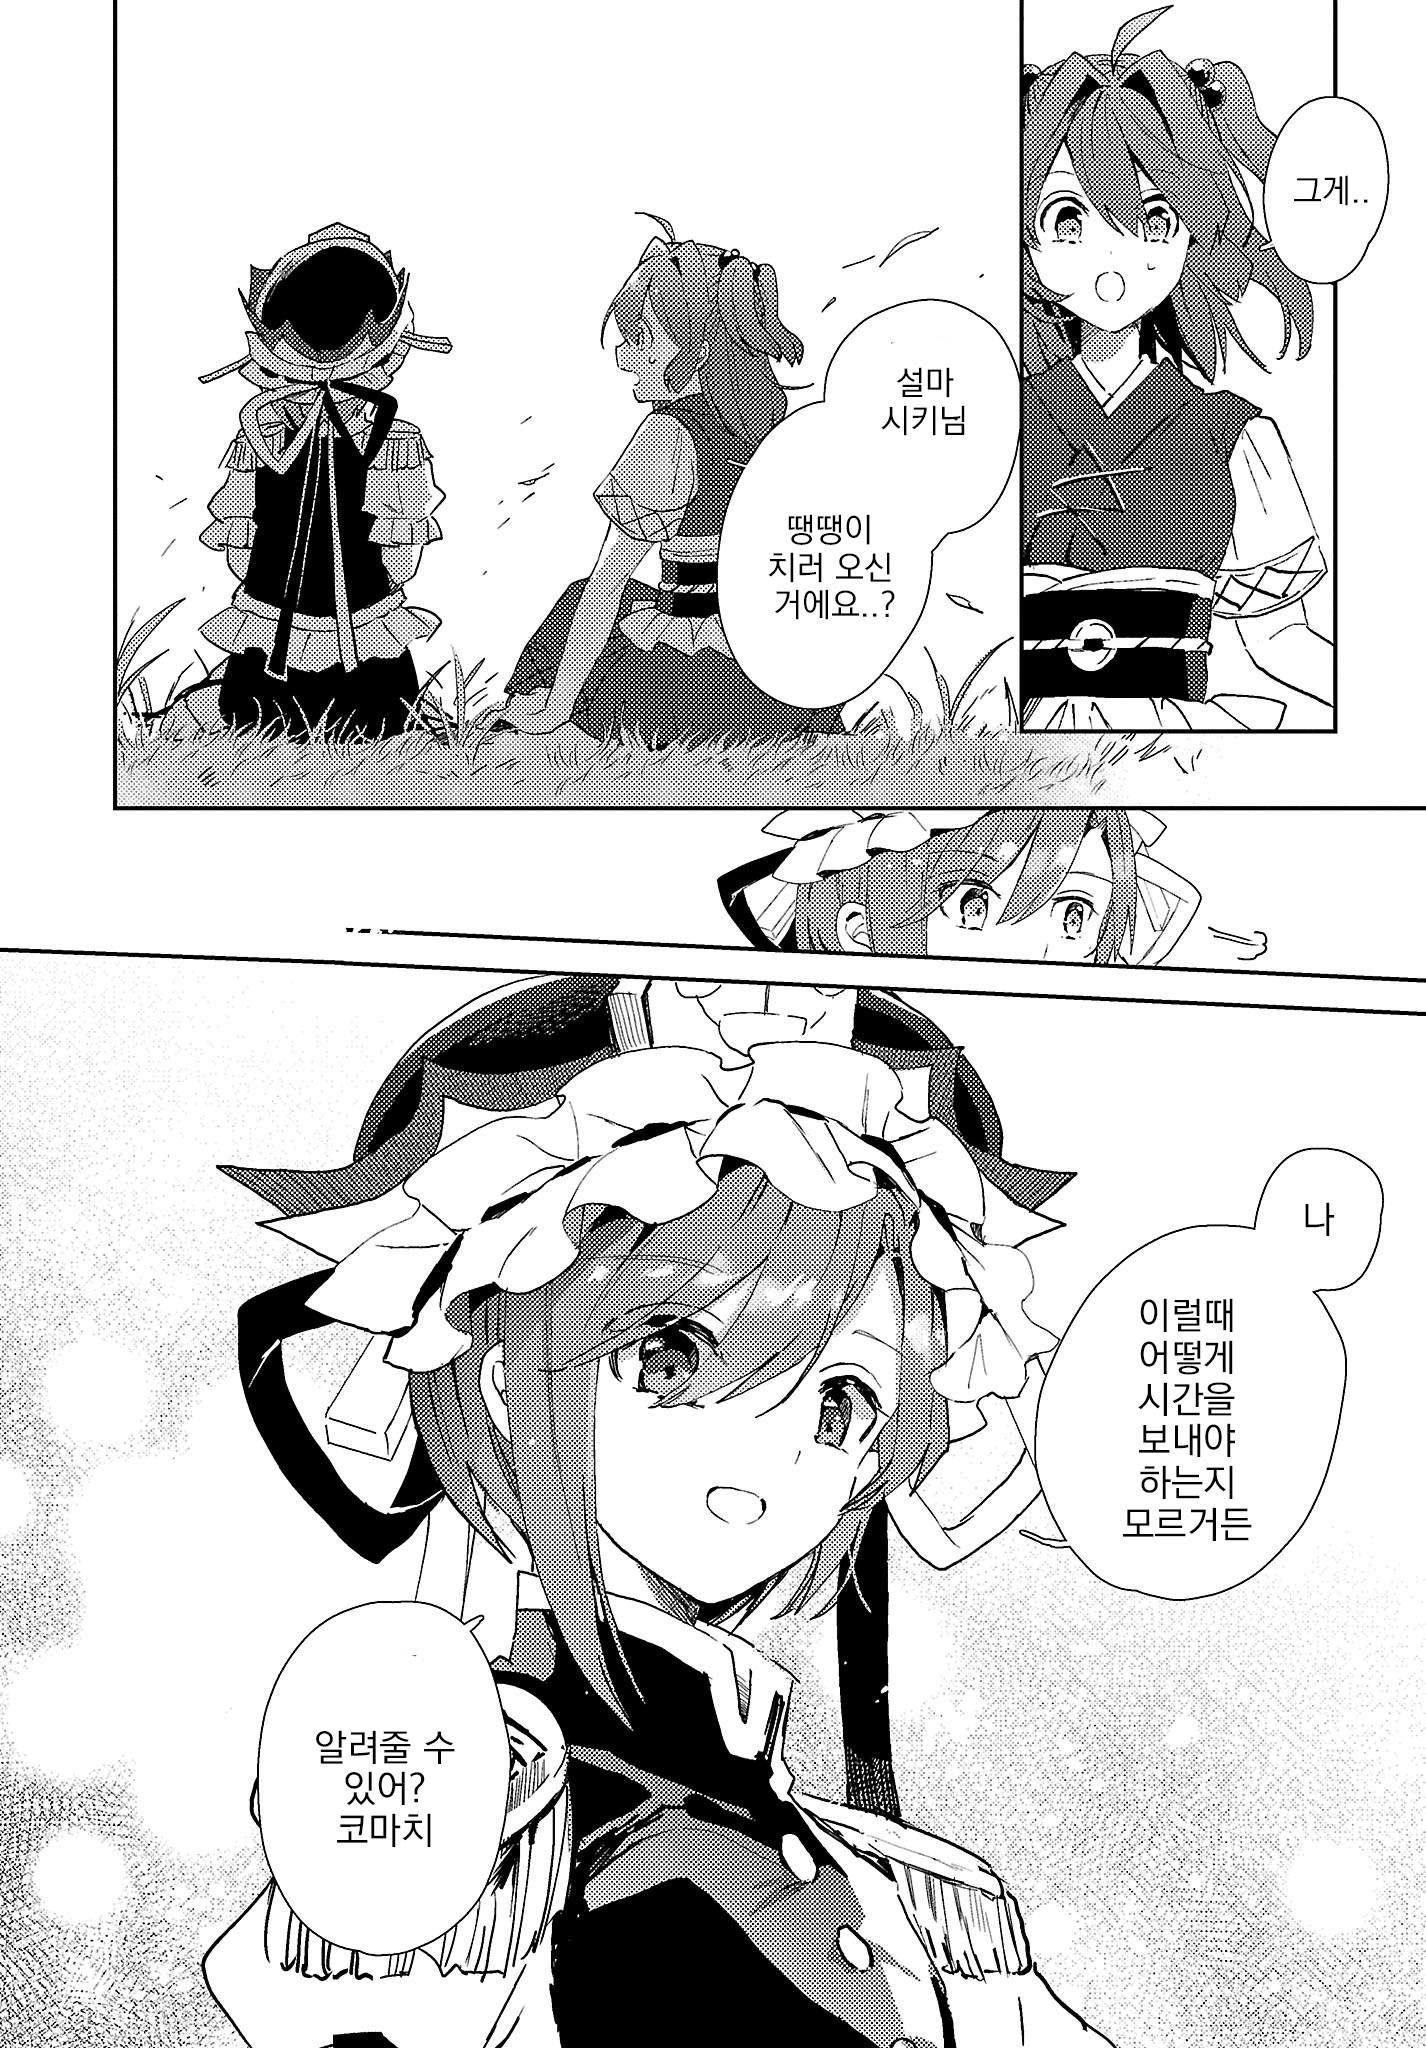 그게..
설마
시키님
땡땡이
치러 오신
거에요..?
나
이럴때
어떻게
시간을
보내야
하는지
모르거든
알려줄 수
있어?
코마치